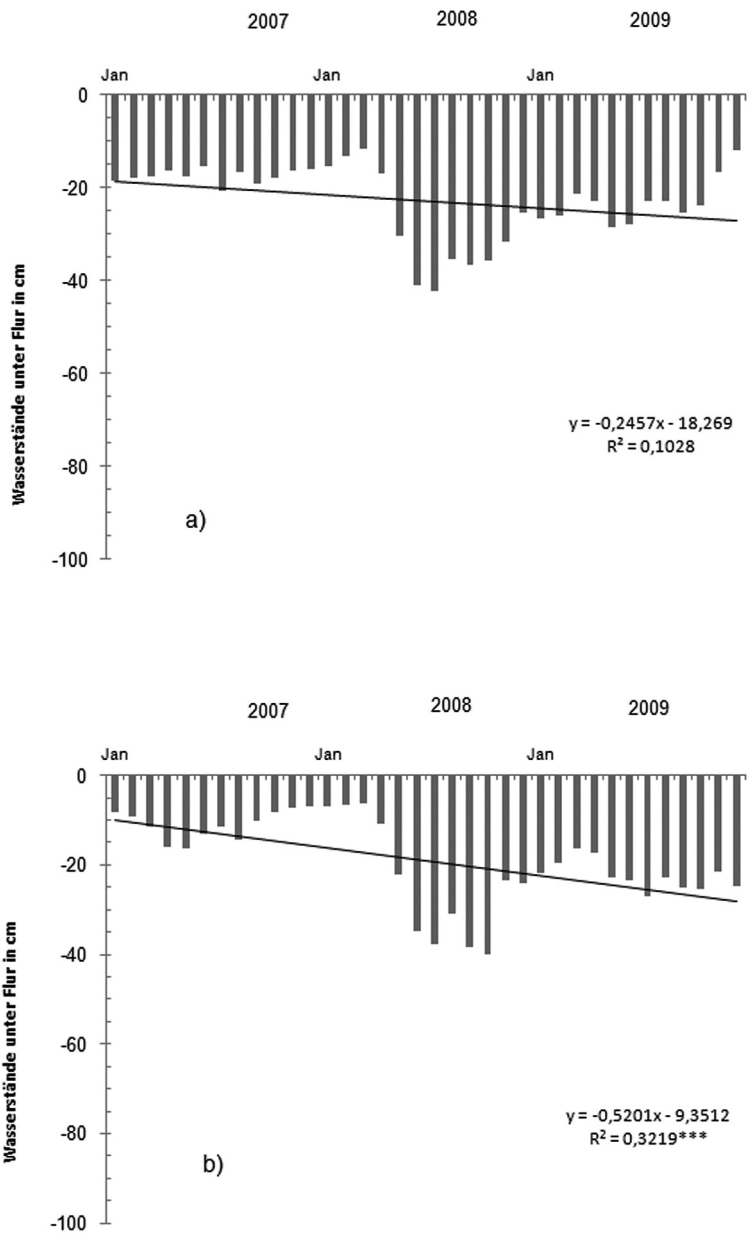 2007 2008 2009
Jan Jan Jan
0
-20
-40
-60
-80
-100
Wasserstände unter Flur in cm
y = -0,2457x - 18,269
R² = 0,1028
a)
2007 2008 2009
Jan Jan Jan
0
-20
-40
-60
-80
-100
Wasserstände unter Flur in cm
y = -0,5201x - 9,3512
R² = 0,3219***
b)